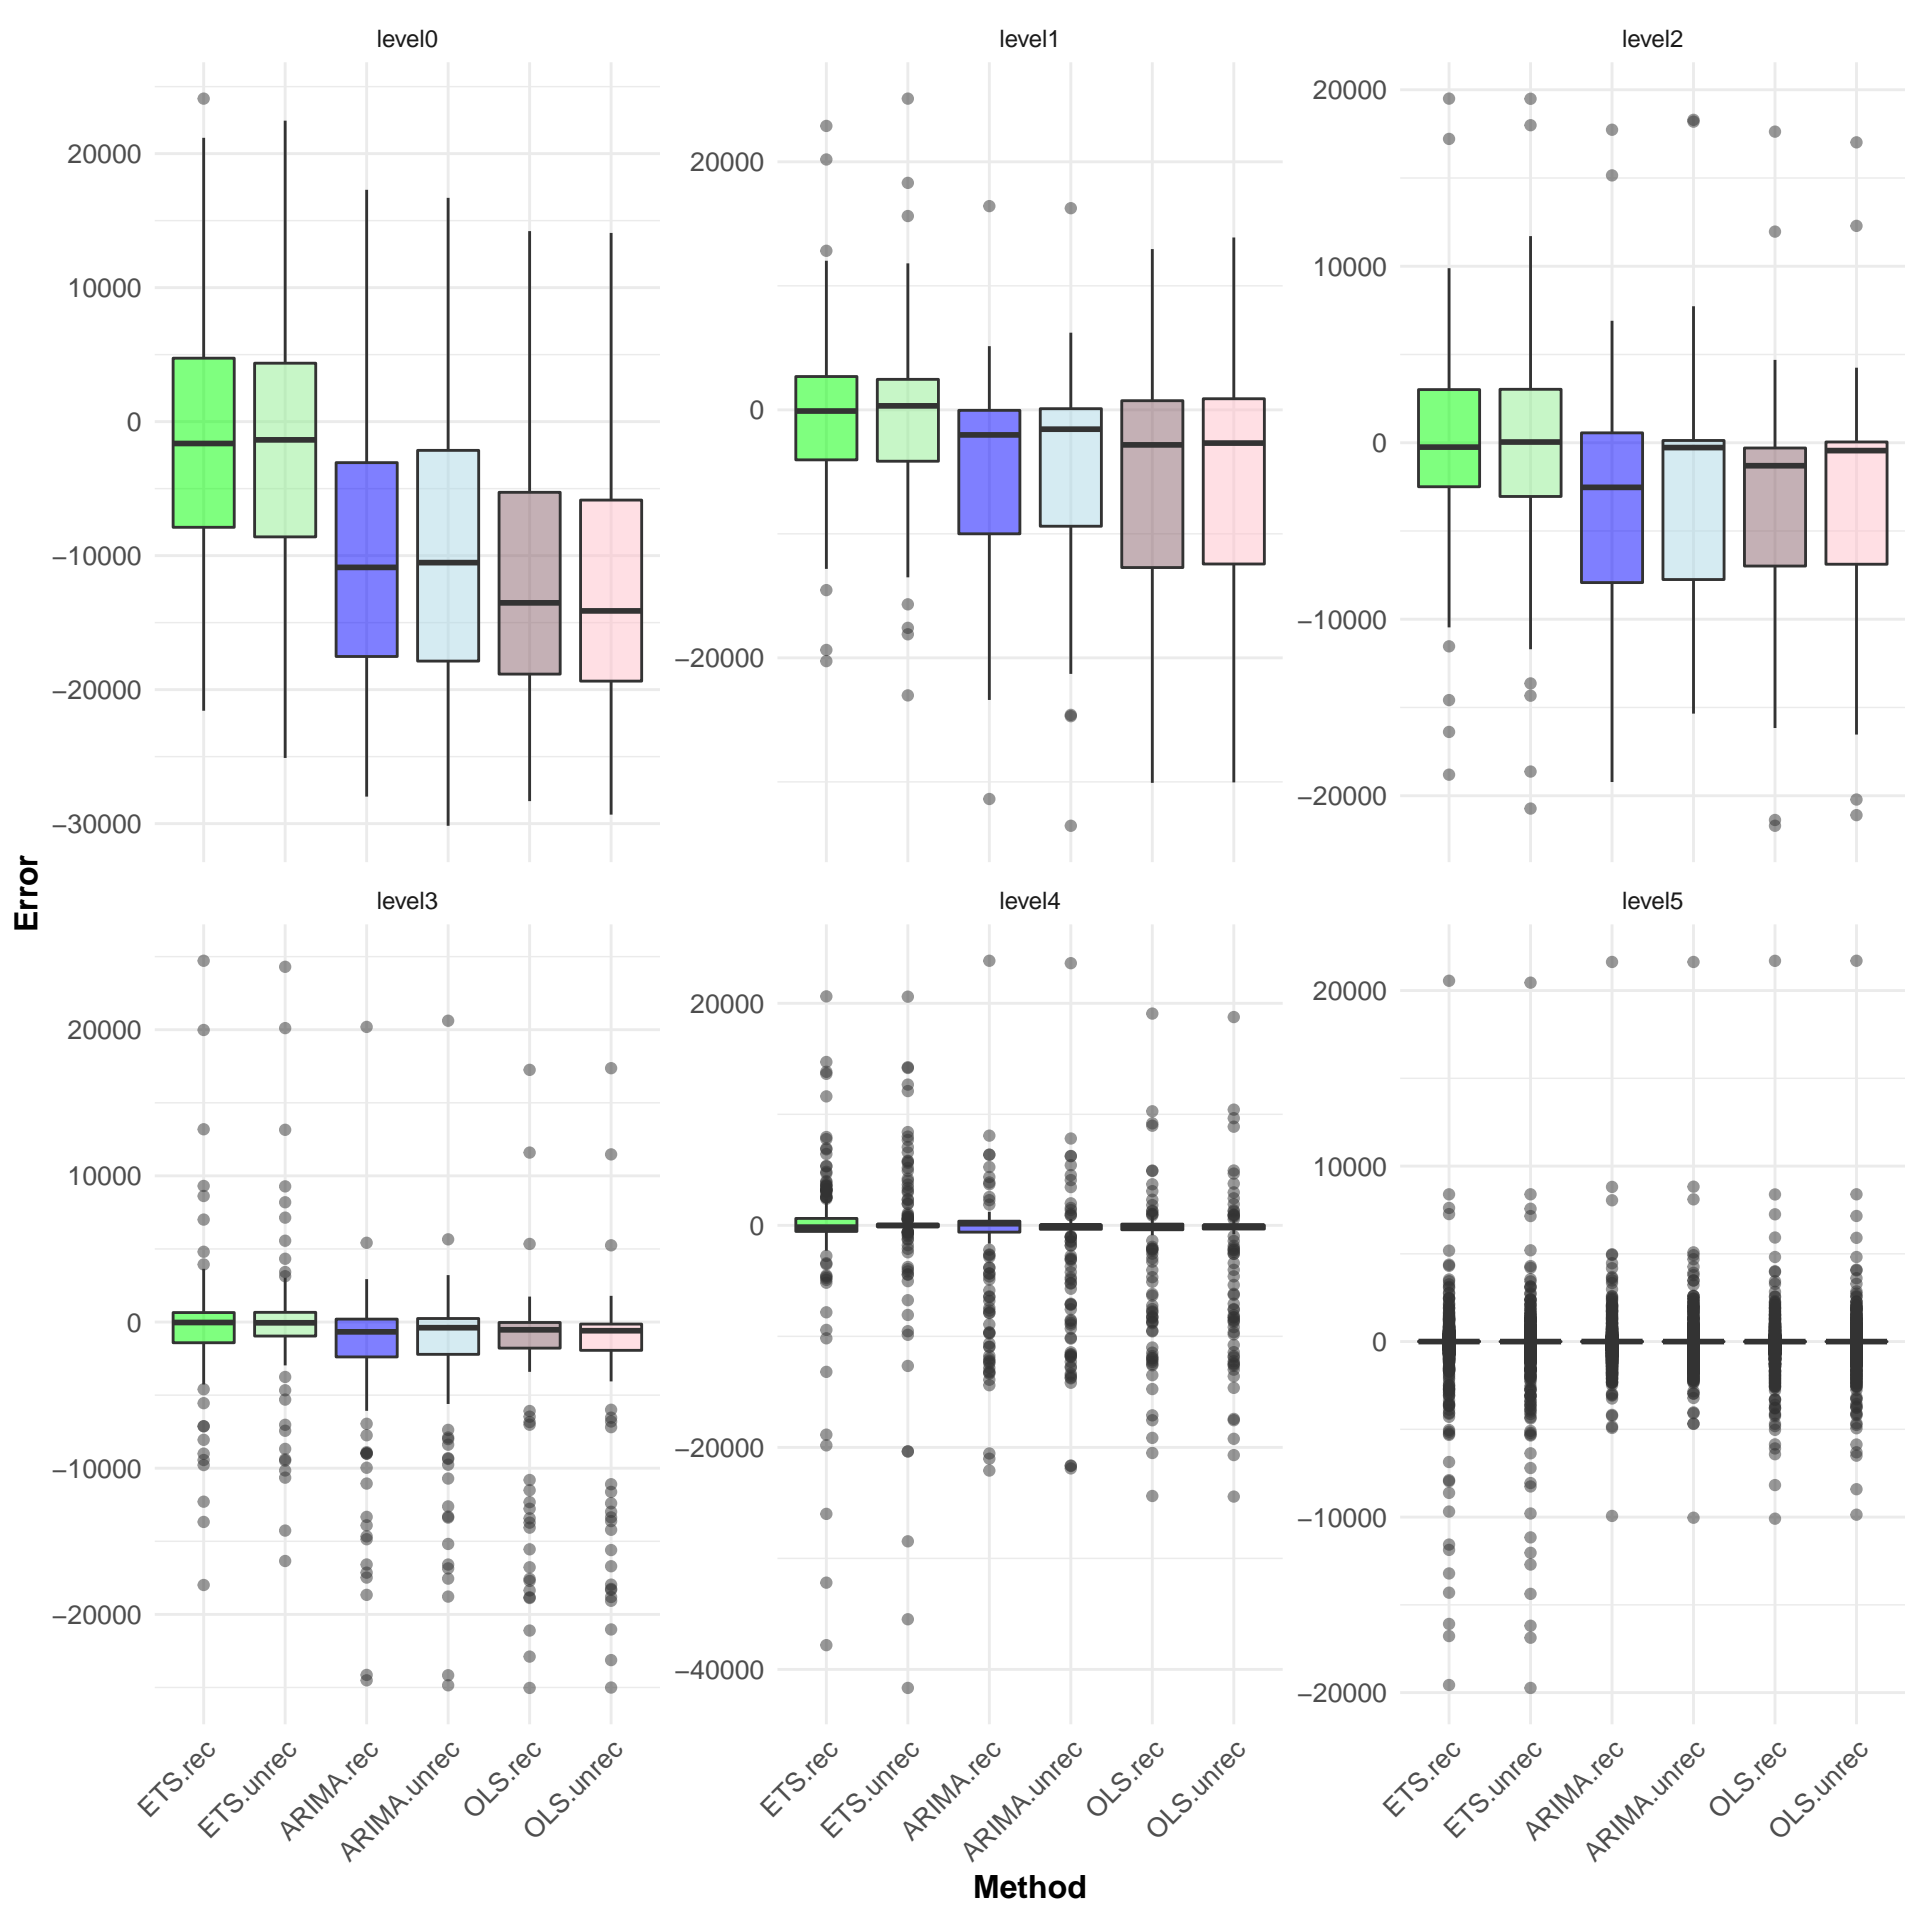 level0
level1
level2
20000
10000
0
−10000
−20000
−30000
20000
0
−20000
20000
10000
0
−10000
−20000
Error
level3
level4
level5
20000
10000
0
−10000
−20000
20000
0
−20000
−40000
20000
10000
0
−10000
−20000
ETS.rec
ETS.unrec
ARIMA.rec
ARIMA.unrec
OLS.rec
OLS.unrec
ETS.rec
ETS.unrec
ARIMA.rec
ARIMA.unrec
OLS.rec
OLS.unrec
ETS.rec
ETS.unrec
ARIMA.rec
ARIMA.unrec
OLS.rec
OLS.unrec
Method